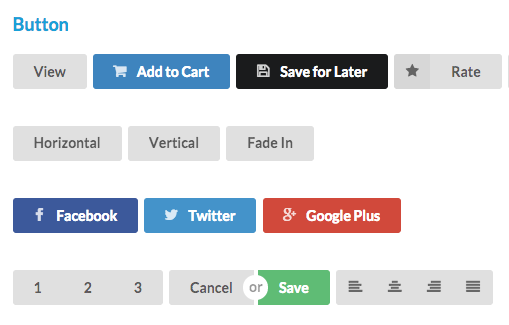 Button
View Add to Cart Save for Later Rate
Horizontal Vertical Fade In
Facebook Twitter Google Plus
1 2 3 Cancel or Save